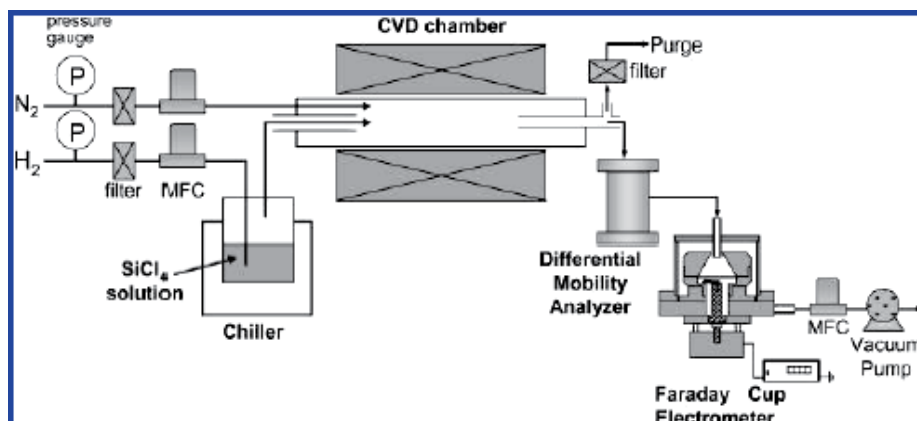 pressure
gauge
CVD chamber
P
Purge
filter
N₂
P
H₂
filter
MFC
SiCl₄
solution
Chiller
Differential
Mobility
Analyzer
MFC
Vacuum
Pump
Faraday Cup
Electrometer